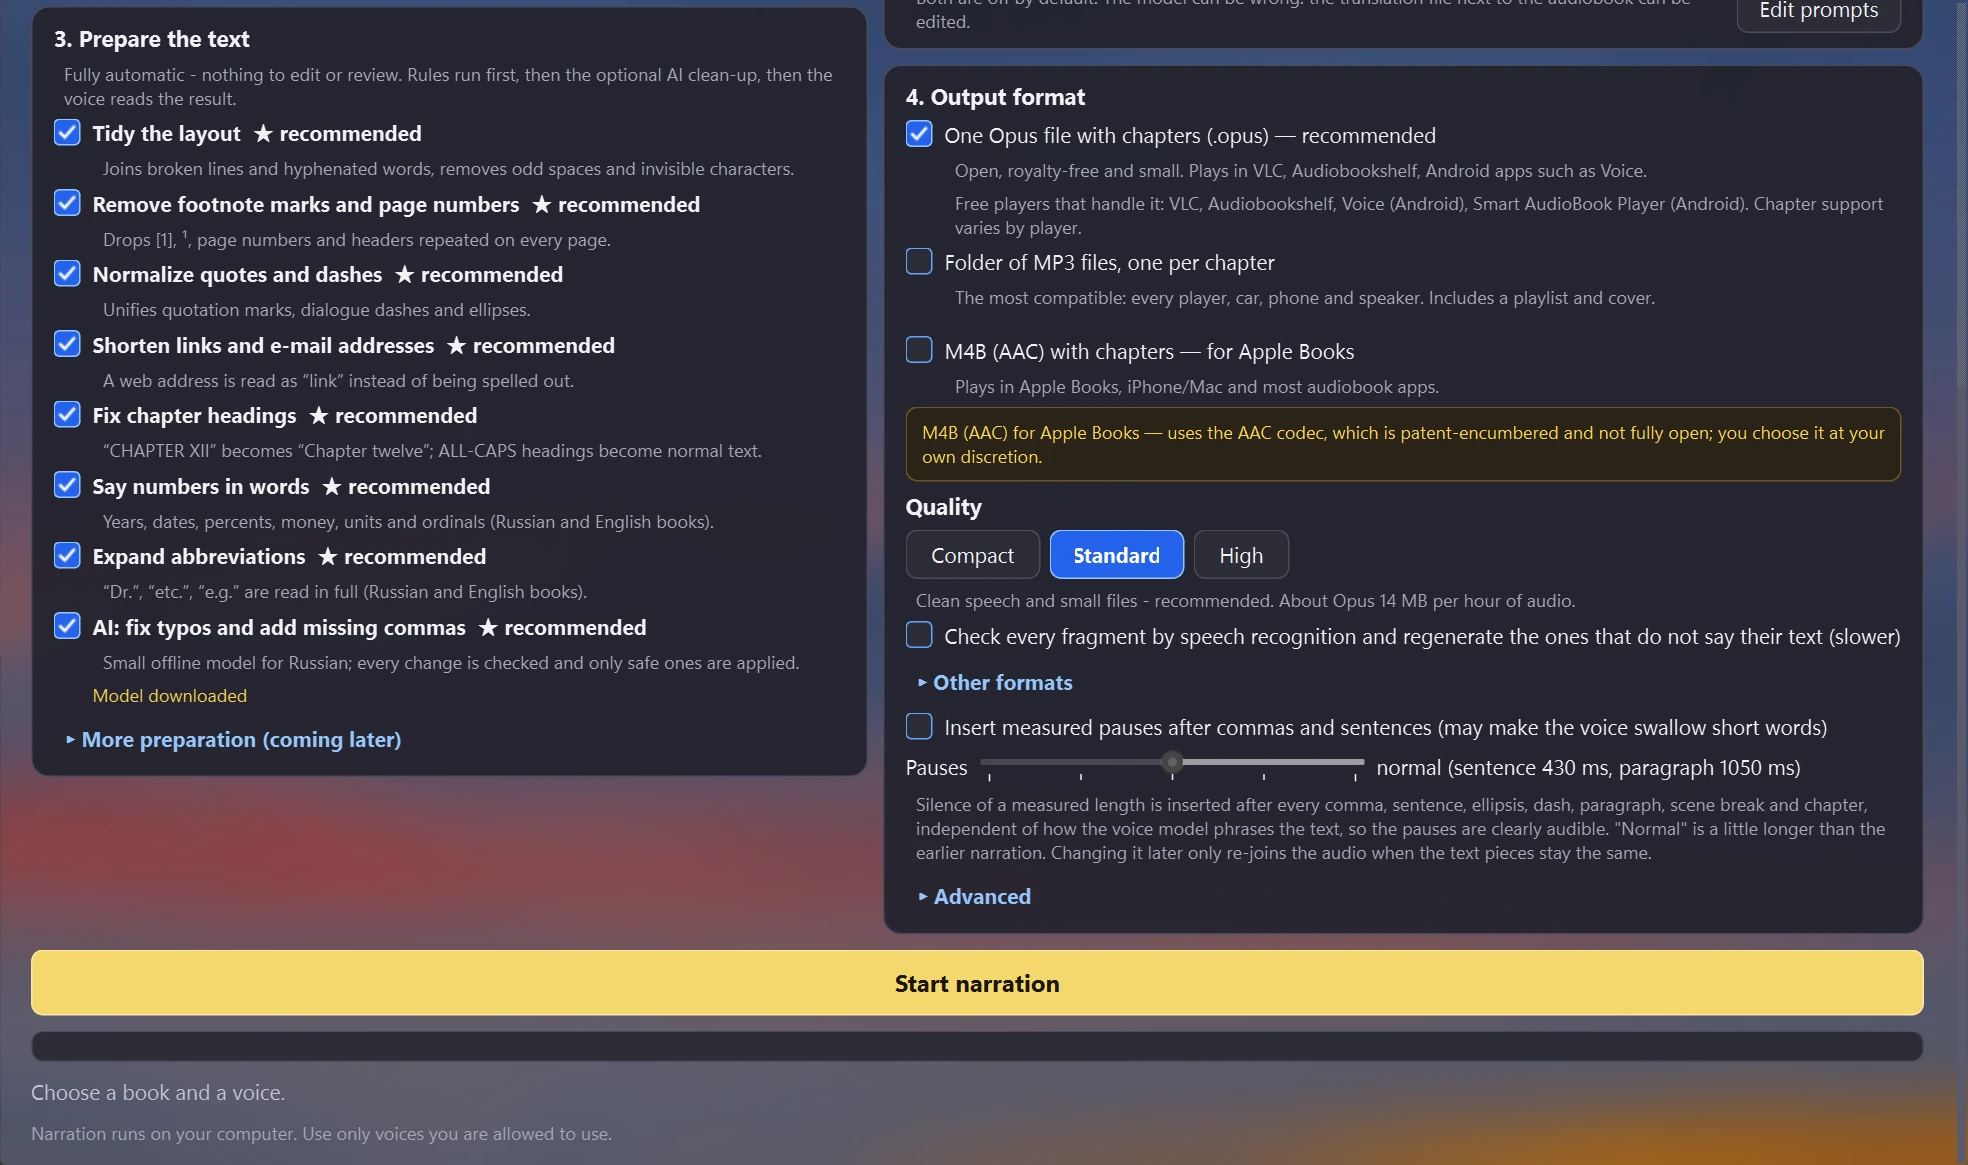 3. Prepare the text
Fully automatic - nothing to edit or review. Rules run first, then the optional AI clean-up, then the
voice reads the result.
Tidy the layout ★ recommended
Joins broken lines and hyphenated words, removes odd spaces and invisible characters.
Remove footnote marks and page numbers ★ recommended
Drops [1], ¹, page numbers and headers repeated on every page.
Normalize quotes and dashes ★ recommended
Unifies quotation marks, dialogue dashes and ellipses.
Shorten links and e-mail addresses ★ recommended
A web address is read as “link” instead of being spelled out.
Fix chapter headings ★ recommended
“CHAPTER XII” becomes “Chapter twelve”; ALL-CAPS headings become normal text.
Say numbers in words ★ recommended
Years, dates, percents, money, units and ordinals (Russian and English books).
Expand abbreviations ★ recommended
“Dr.”, “etc.”, “e.g.” are read in full (Russian and English books).
AI: fix typos and add missing commas ★ recommended
Small offline model for Russian; every change is checked and only safe ones are applied.
Model downloaded
▸ More preparation (coming later)
Both are off by default. The model can be wrong: the translation file next to the audiobook can be
edited.
Edit prompts
4. Output format
One Opus file with chapters (.opus) — recommended
Open, royalty-free and small. Plays in VLC, Audiobookshelf, Android apps such as Voice.
Free players that handle it: VLC, Audiobookshelf, Voice (Android), Smart AudioBook Player (Android). Chapter support
varies by player.
Folder of MP3 files, one per chapter
The most compatible: every player, car, phone and speaker. Includes a playlist and cover.
M4B (AAC) with chapters — for Apple Books
Plays in Apple Books, iPhone/Mac and most audiobook apps.
M4B (AAC) for Apple Books — uses the AAC codec, which is patent-encumbered and not fully open; you choose it at your
own discretion.
Quality
Compact
Standard
High
Clean speech and small files - recommended. About Opus 14 MB per hour of audio.
Check every fragment by speech recognition and regenerate the ones that do not say their text (slower)
▸ Other formats
Insert measured pauses after commas and sentences (may make the voice swallow short words)
Pauses normal (sentence 430 ms, paragraph 1050 ms)
Silence of a measured length is inserted after every comma, sentence, ellipsis, dash, paragraph, scene break and chapter,
independent of how the voice model phrases the text, so the pauses are clearly audible. "Normal" is a little longer than the
earlier narration. Changing it later only re-joins the audio when the text pieces stay the same.
▸ Advanced
Start narration
Choose a book and a voice.
Narration runs on your computer. Use only voices you are allowed to use.